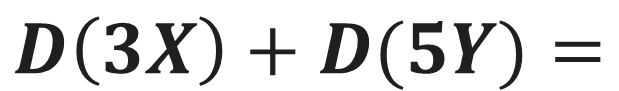 D(3X) + D(5Y) =